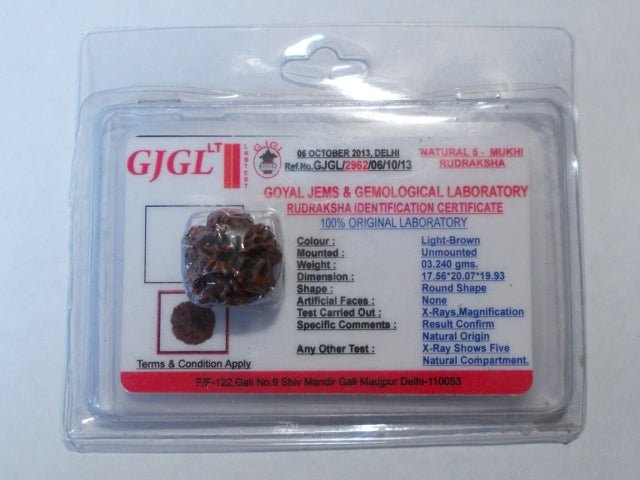 GJGL LT
LABTEST
GJGL
06 OCTOBER 2013, DELHI
Ref.No.GJGL/2962/06/10/13
NATURAL 5 - MUKHI
RUDRAKSHA
GOYAL JEMS & GEMOLOGICAL LABORATORY
RUDRAKSHA IDENTIFICATION CERTIFICATE
100% ORIGINAL LABORATORY
Colour : Light-Brown
Mounted : Unmounted
Weight : 03.240 gms.
Dimension : 17.56*20.07*19.93
Shape : Round Shape
Artificial Faces : None
Test Carried Out : X-Rays,Magnification
Specific Comments : Result Confirm
Natural Origin
Any Other Test : X-Ray Shows Five
Natural Compartment.
Terms & Condition Apply
F/F-122,Gali No.9 Shiv Mandir Gali Maujpur Delhi-110053